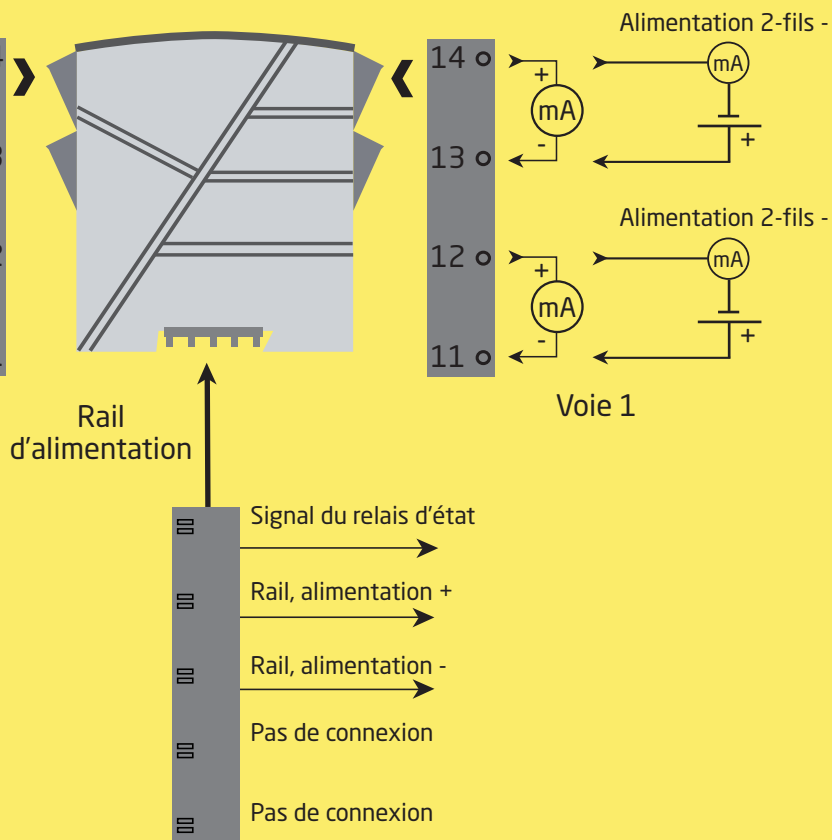 Alimentation 2-fils -
14
+
mA
-
mA
+
13
Alimentation 2-fils -
12
+
mA
-
mA
+
11
Voie 1
Rail
d'alimentation
Signal du relais d'état
Rail, alimentation +
Rail, alimentation -
Pas de connexion
Pas de connexion